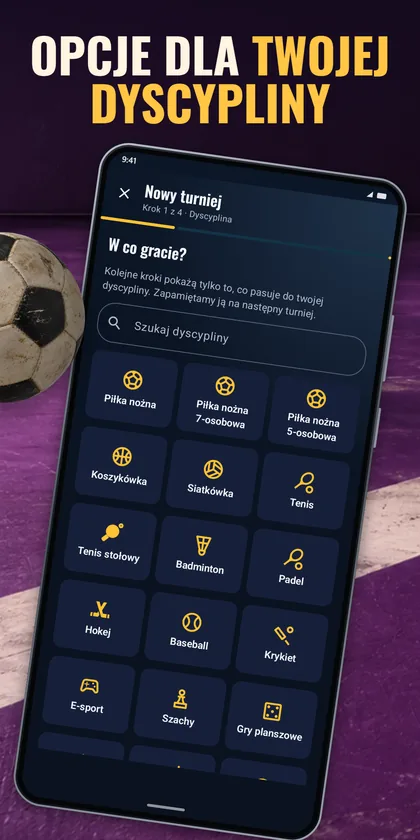 OPCJE DLA TWOJEJ
DYSCYPLINY
9:41
Nowy turniej
Krok 1 z 4 · Dyscyplina
W co gracie?
Kolejne kroki pokażą tylko to, co pasuje do twojej
dyscypliny. Zapamiętamy ją na następny turniej.
Szukaj dyscypliny
Piłka nożna
Piłka nożna
7-osobowa
Piłka nożna
5-osobowa
Koszykówka
Siatkówka
Tenis
Tenis stołowy
Badminton
Padel
Hokej
Baseball
Krykiet
E-sport
Szachy
Gry planszowe